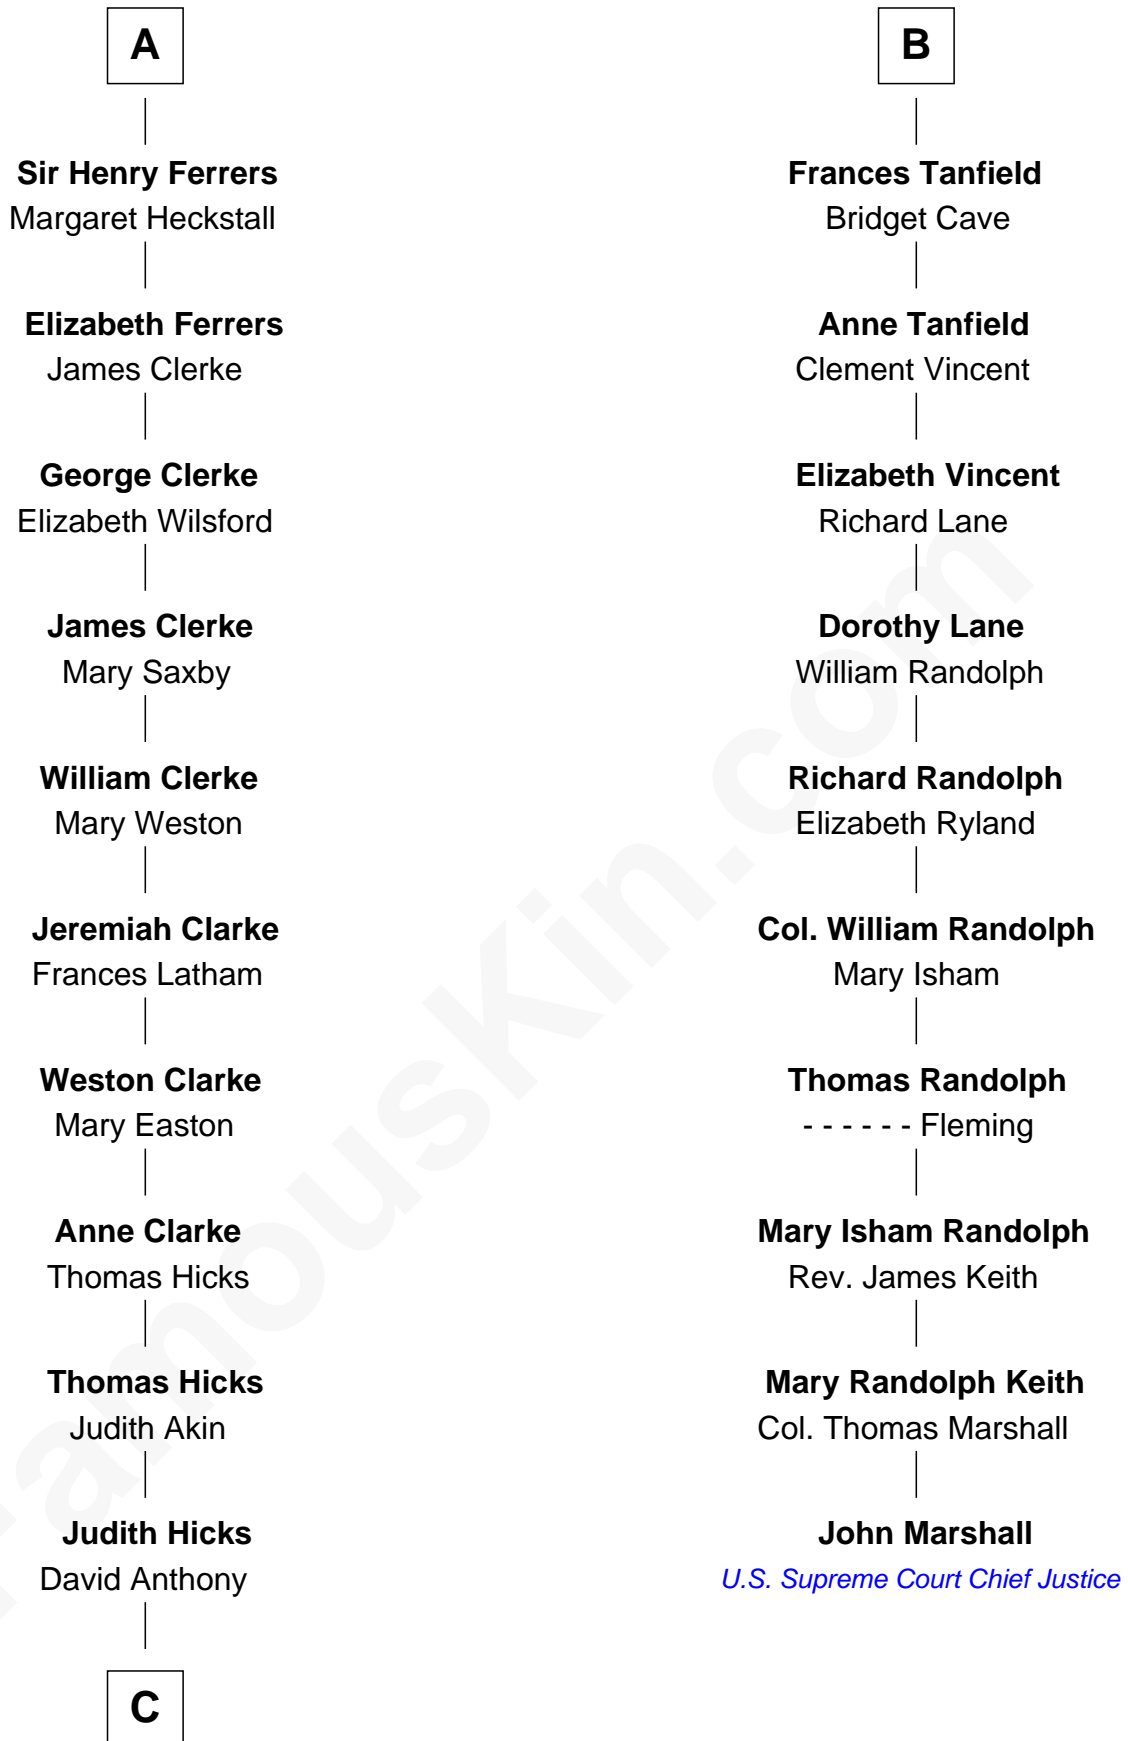 A
Sir Henry Ferrers
Margaret Heckstall
Elizabeth Ferrers
James Clerke
George Clerke
Elizabeth Wilsford
James Clerke
Mary Saxby
William Clerke
Mary Weston
Jeremiah Clarke
Frances Latham
Weston Clarke
Mary Easton
Anne Clarke
Thomas Hicks
Thomas Hicks
Judith Akin
Judith Hicks
David Anthony
C
B
Frances Tanfield
Bridget Cave
Anne Tanfield
Clement Vincent
Elizabeth Vincent
Richard Lane
Dorothy Lane
William Randolph
Richard Randolph
Elizabeth Ryland
Col. William Randolph
Mary Isham
Thomas Randolph
- - - - - - Fleming
Mary Isham Randolph
Rev. James Keith
Mary Randolph Keith
Col. Thomas Marshall
John Marshall
U.S. Supreme Court Chief Justice
FamousKin.com